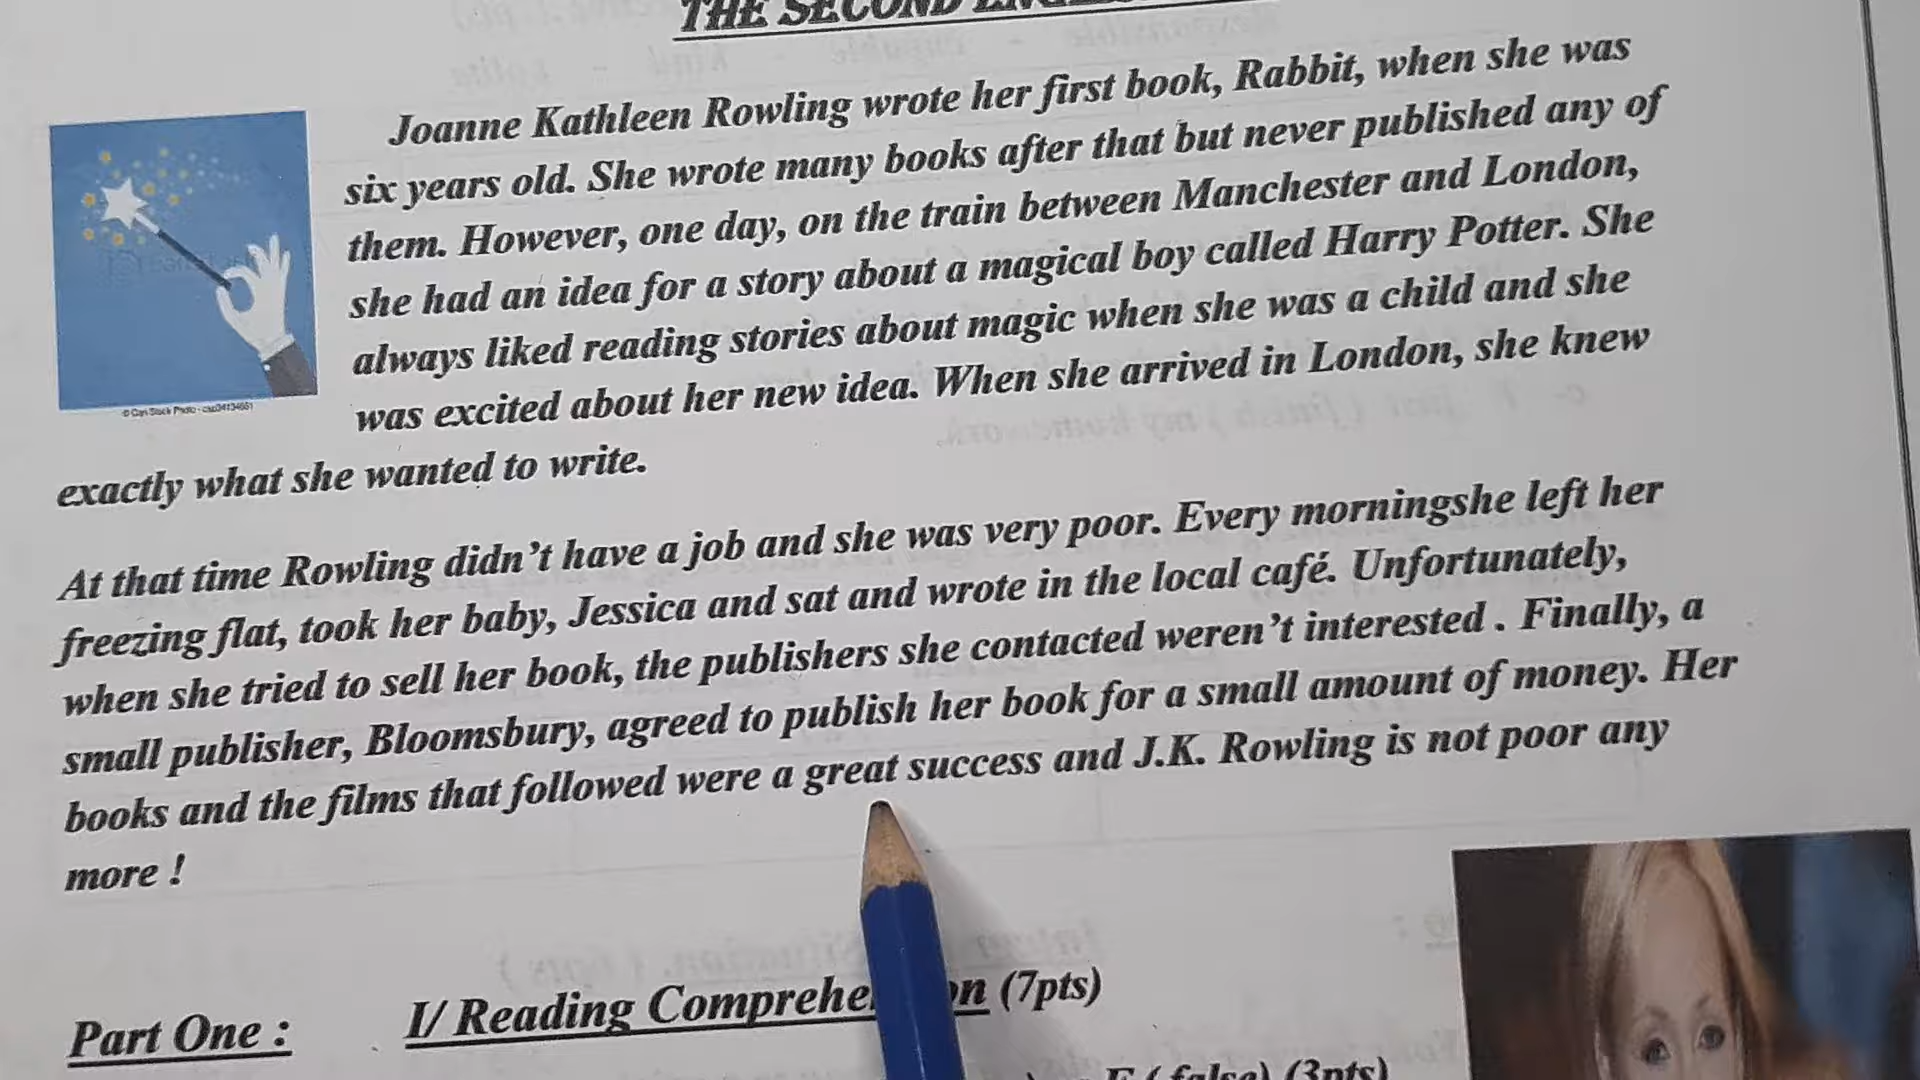 THE SECOND
Joanne Kathleen Rowling wrote her first book, Rabbit, when she was
six years old. She wrote many books after that but never published any of
them. However, one day, on the train between Manchester and London,
she had an idea for a story about a magical boy called Harry Potter. She
always liked reading stories about magic when she was a child and she
was excited about her new idea. When she arrived in London, she knew
exactly what she wanted to write.
At that time Rowling didn't have a job and she was very poor. Every morningshe left her
freezing flat, took her baby, Jessica and sat and wrote in the local café. Unfortunately,
when she tried to sell her book, the publishers she contacted weren't interested . Finally, a
small publisher, Bloomsbury, agreed to publish her book for a small amount of money. Her
books and the films that followed were a great success and J.K. Rowling is not poor any
more !
Part One : I/ Reading (7pts)
F ( false) (3pts)